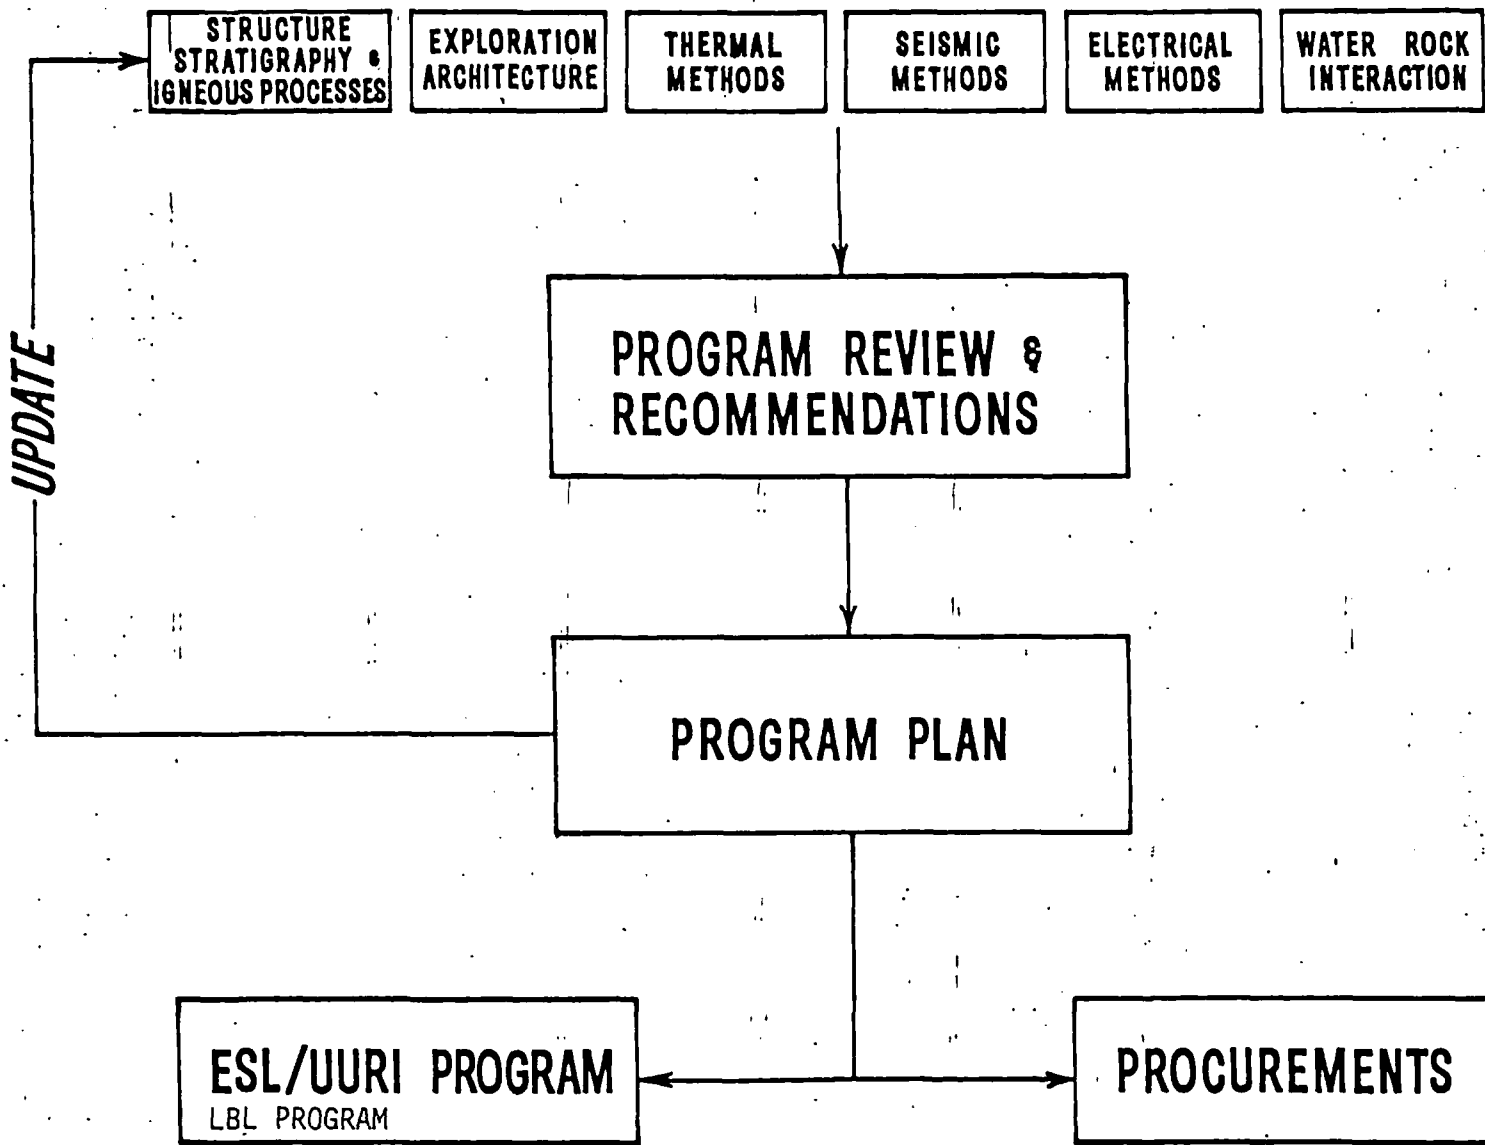 STRUCTURE
STRATIGRAPHY &
IGNEOUS PROCESSES
EXPLORATION
ARCHITECTURE
THERMAL
METHODS
SEISMIC
METHODS
ELECTRICAL
METHODS
WATER ROCK
INTERACTION
UPDATE
PROGRAM REVIEW &
RECOMMENDATIONS
PROGRAM PLAN
ESL/UURI PROGRAM
LBL PROGRAM
PROCUREMENTS